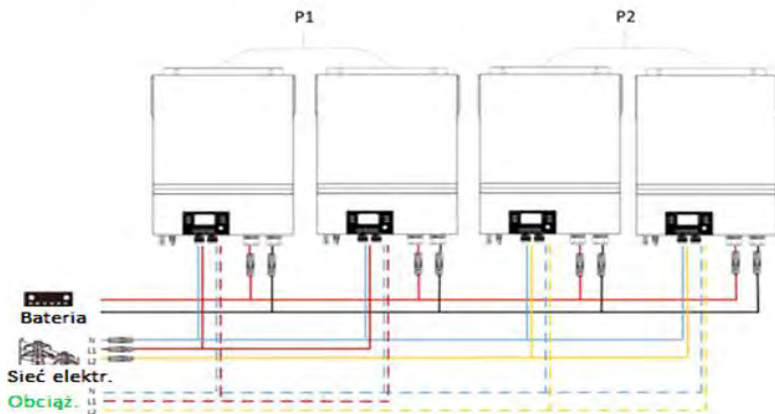 P1 P2
Bateria
N
L1
L2
Sieć elektr.
N
Obciąż. L1
L2